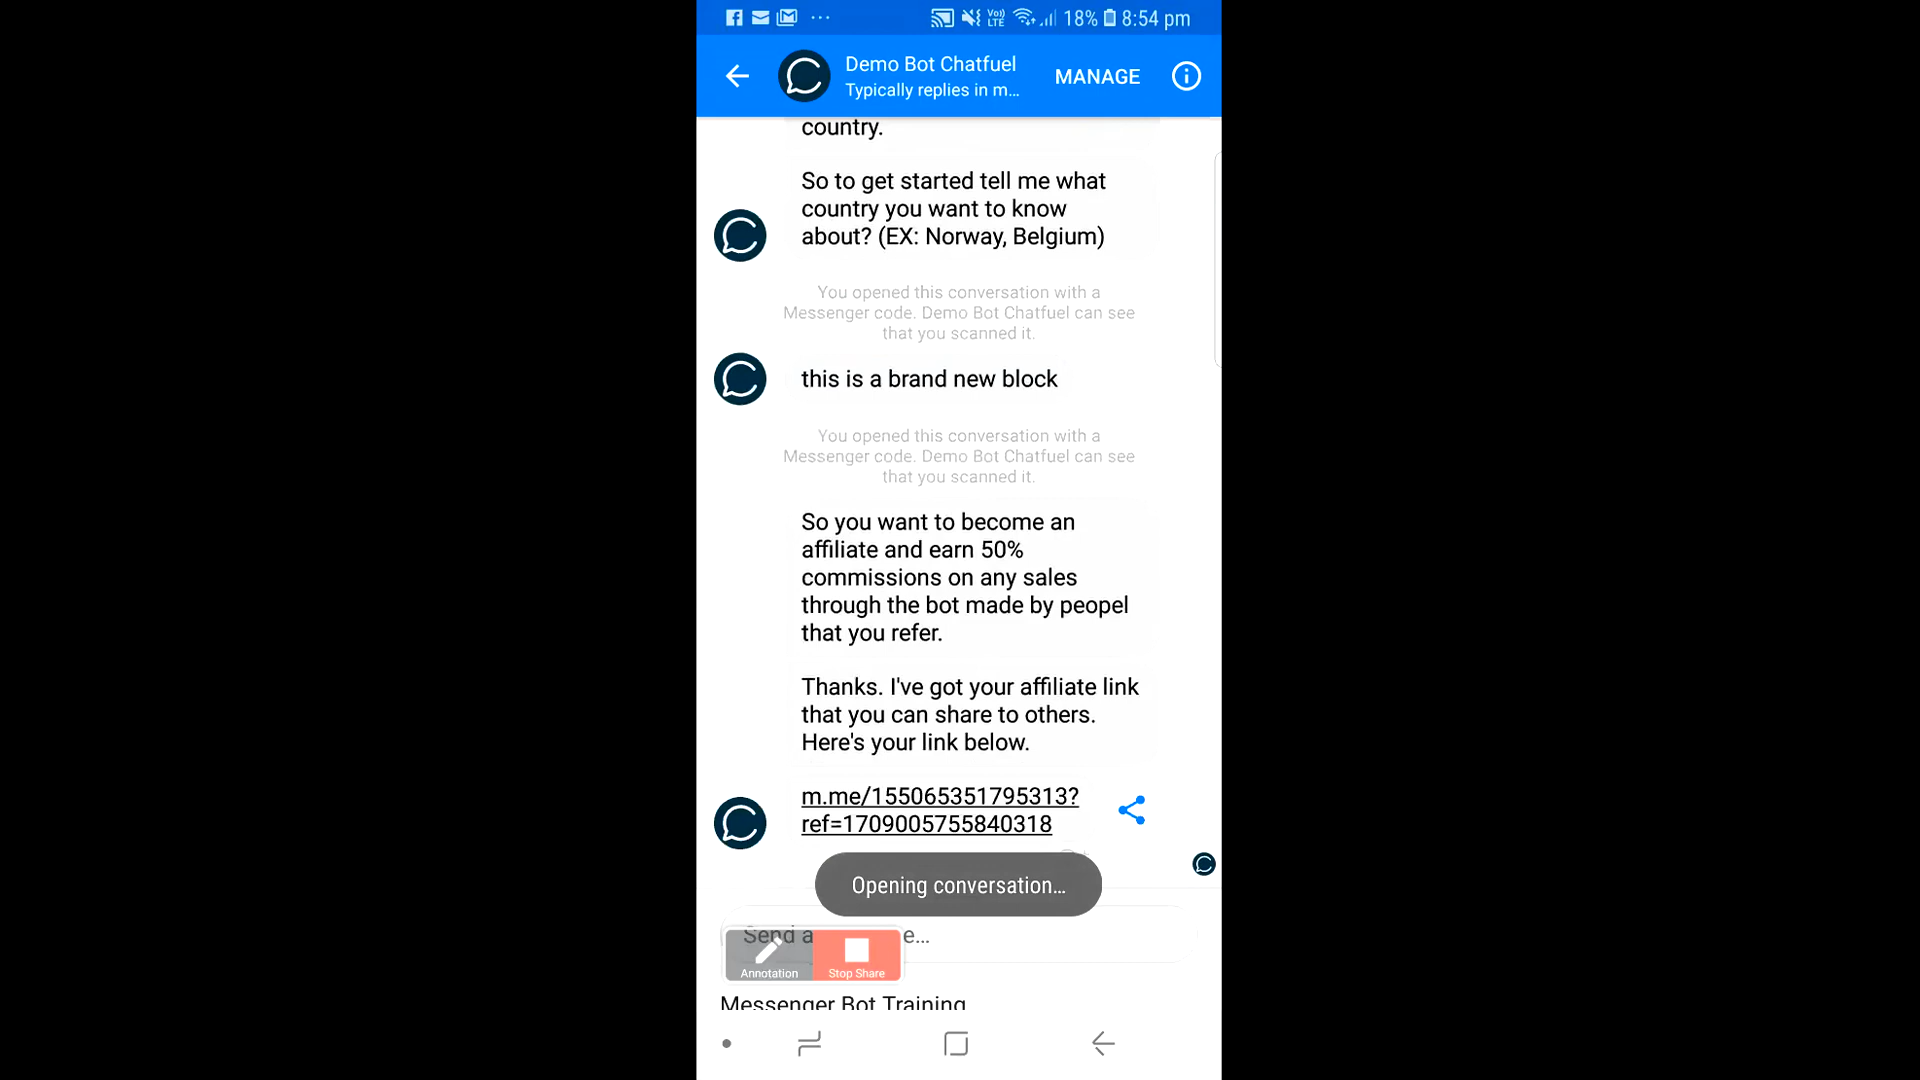 18% 8:54 pm
Demo Bot Chatfuel
Typically replies in m...
MANAGE
country.
So to get started tell me what
country you want to know
about? (EX: Norway, Belgium)
You opened this conversation with a
Messenger code. Demo Bot Chatfuel can see
that you scanned it.
this is a brand new block
You opened this conversation with a
Messenger code. Demo Bot Chatfuel can see
that you scanned it.
So you want to become an
affiliate and earn 50%
commissions on any sales
through the bot made by peopel
that you refer.
Thanks. I've got your affiliate link
that you can share to others.
Here's your link below.
m.me/155065351795313?
ref=1709005755840318
Opening conversation...
Send a e...
Annotation
Stop Share
Messenger Bot Training